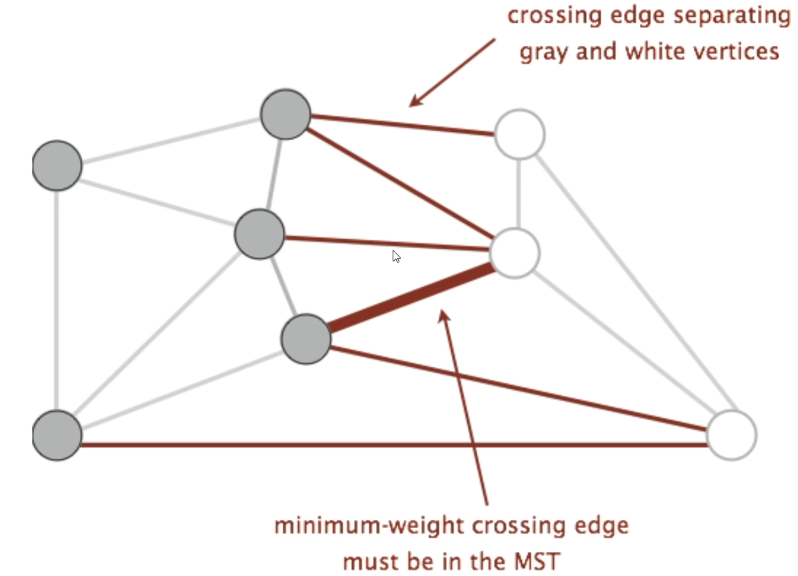 crossing edge separating
gray and white vertices
minimum-weight crossing edge
must be in the MST